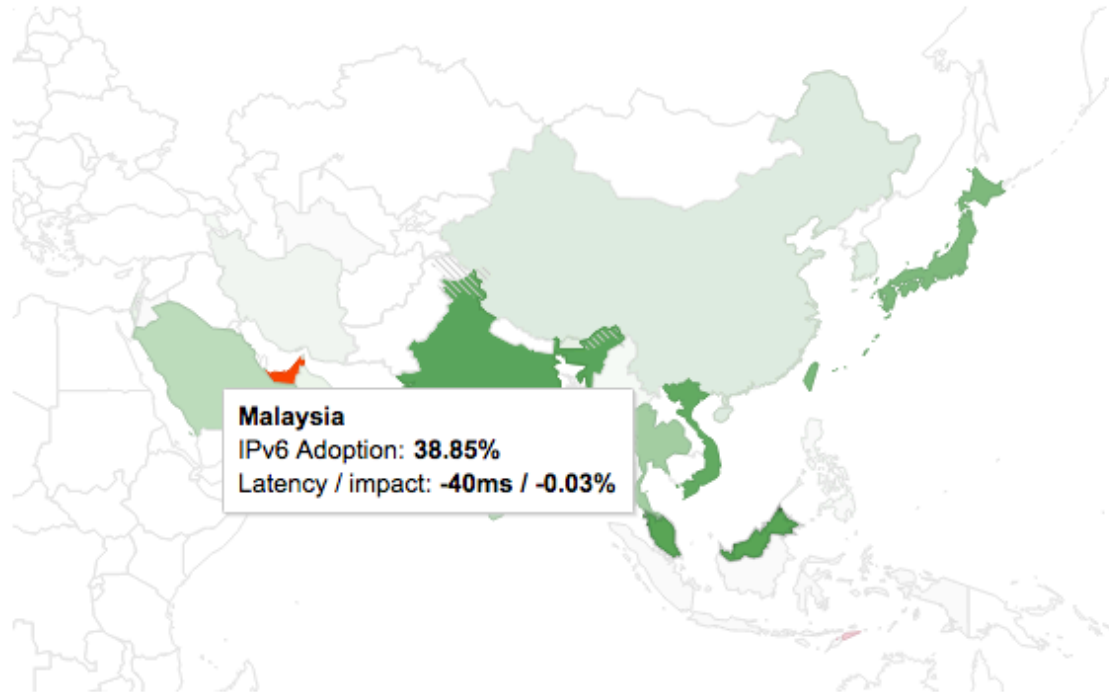 Malaysia
IPv6 Adoption: 38.85%
Latency / impact: -40ms / -0.03%